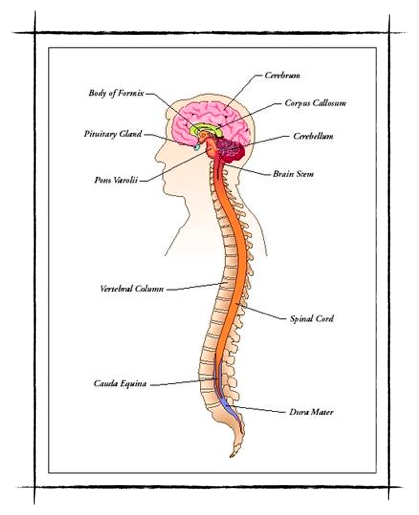 Cerebrum
Body of Fornix
Corpus Callosum
Pituitary Gland
Cerebellum
Brain Stem
Pons Varolii
Vertebral Column
Spinal Cord
Cauda Equina
Dura Mater